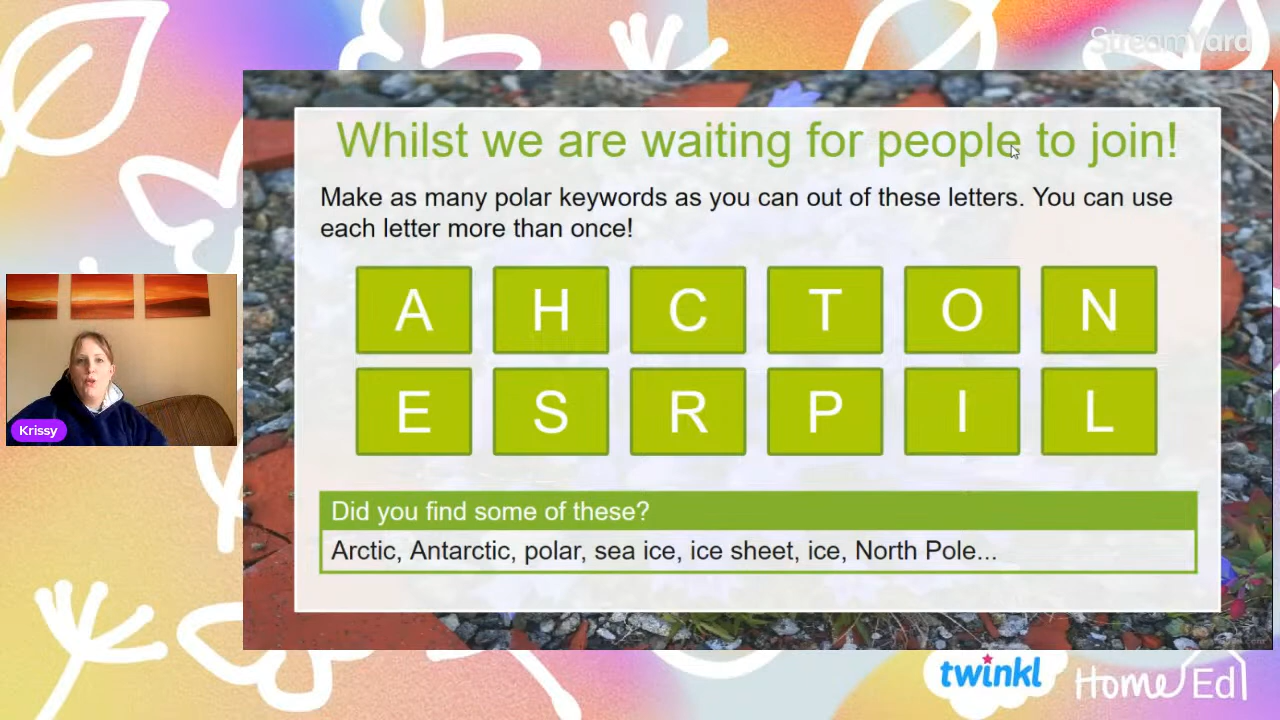 StreamYard
Whilst we are waiting for people to join!
Make as many polar keywords as you can out of these letters. You can use
each letter more than once!
A H C T O N
E S R P I L
Did you find some of these?
Arctic, Antarctic, polar, sea ice, ice sheet, ice, North Pole...
Krissy
twinkl HomeEd